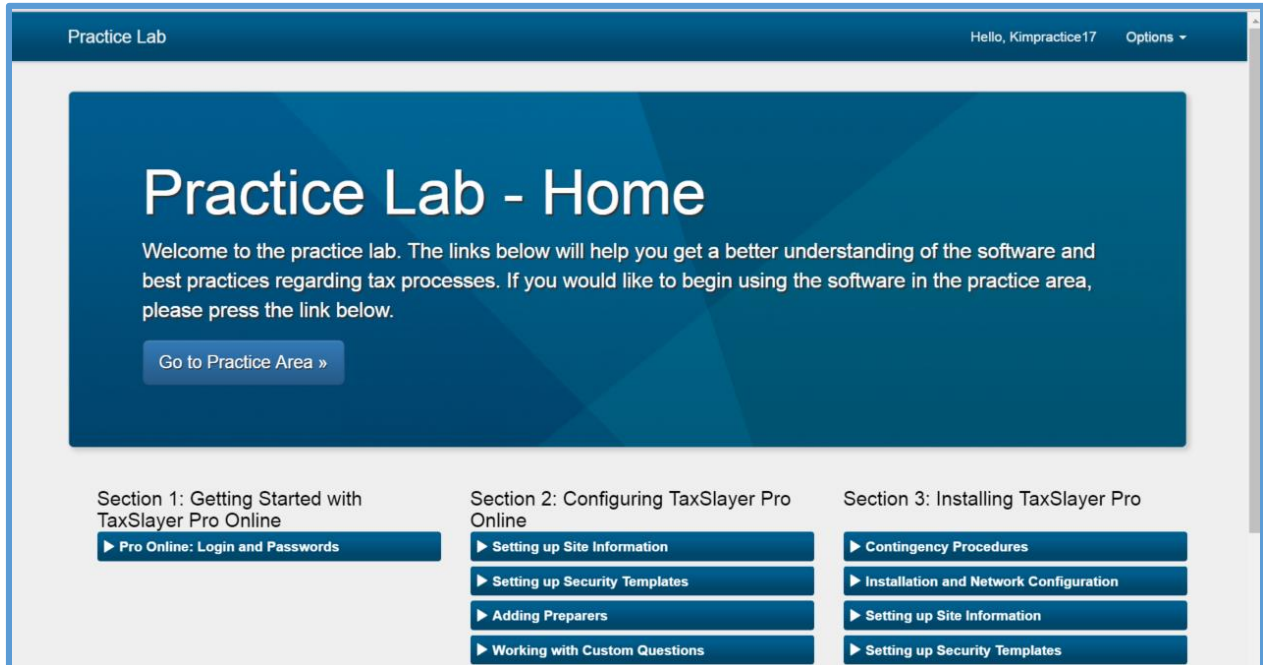 Practice Lab
Hello, Kimpractice17
Options
Practice Lab - Home
Welcome to the practice lab. The links below will help you get a better understanding of the software and
best practices regarding tax processes. If you would like to begin using the software in the practice area,
please press the link below.
Go to Practice Area »
Section 1: Getting Started with
TaxSlayer Pro Online
Pro Online: Login and Passwords
Section 2: Configuring TaxSlayer Pro
Online
Setting up Site Information
Setting up Security Templates
Adding Preparers
Working with Custom Questions
Section 3: Installing TaxSlayer Pro
Contingency Procedures
Installation and Network Configuration
Setting up Site Information
Setting up Security Templates